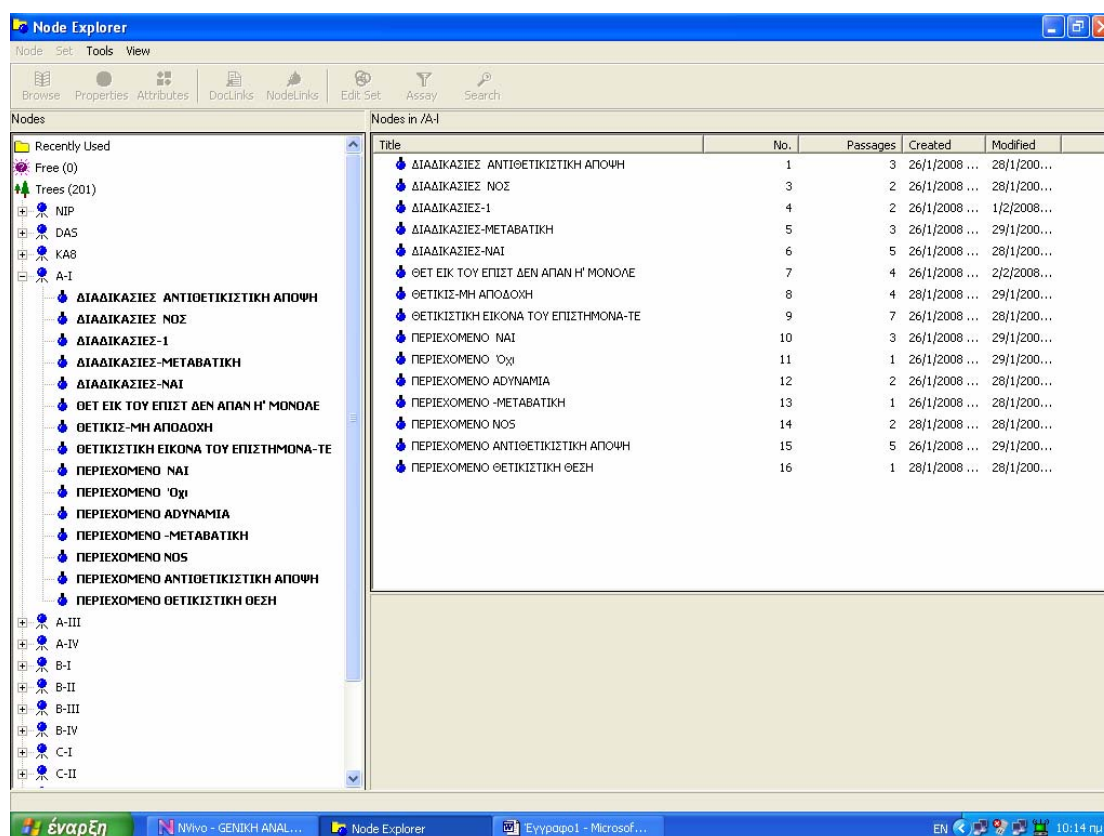 Node Explorer
Node Set Tools View
Browse Properties Attributes DocLinks NodeLinks Edit Set Assay Search
Nodes
Recently Used
Free (0)
Trees (201)
NIP
DAS
KA8
A-I
ΔΙΑΔΙΚΑΣΙΕΣ ΑΝΤΙΘΕΤΙΚΙΣΤΙΚΗ ΑΠΟΨΗ
ΔΙΑΔΙΚΑΣΙΕΣ ΝΟΣ
ΔΙΑΔΙΚΑΣΙΕΣ-1
ΔΙΑΔΙΚΑΣΙΕΣ-ΜΕΤΑΒΑΤΙΚΗ
ΔΙΑΔΙΚΑΣΙΕΣ-ΝΑΙ
ΘΕΤ ΕΙΚ ΤΟΥ ΕΠΙΣΤ ΔΕΝ ΑΠΑΝ Η' ΜΟΝΟΛΕ
ΘΕΤΙΚΙΣ-ΜΗ ΑΠΟΔΟΧΗ
ΘΕΤΙΚΙΣΤΙΚΗ ΕΙΚΟΝΑ ΤΟΥ ΕΠΙΣΤΗΜΟΝΑ-ΤΕ
ΠΕΡΙΕΧΟΜΕΝΟ ΝΑΙ
ΠΕΡΙΕΧΟΜΕΝΟ Όχι
ΠΕΡΙΕΧΟΜΕΝΟ ADYNAMIA
ΠΕΡΙΕΧΟΜΕΝΟ -ΜΕΤΑΒΑΤΙΚΗ
ΠΕΡΙΕΧΟΜΕΝΟ NOS
ΠΕΡΙΕΧΟΜΕΝΟ ΑΝΤΙΘΕΤΙΚΙΣΤΙΚΗ ΑΠΟΨΗ
ΠΕΡΙΕΧΟΜΕΝΟ ΘΕΤΙΚΙΣΤΙΚΗ ΘΕΣΗ
A-III
A-IV
B-I
B-II
B-III
B-IV
C-I
C-II
Nodes in /A-I
Title No. Passages Created Modified
ΔΙΑΔΙΚΑΣΙΕΣ ΑΝΤΙΘΕΤΙΚΙΣΤΙΚΗ ΑΠΟΨΗ 1 3 26/1/2008 ... 28/1/200...
ΔΙΑΔΙΚΑΣΙΕΣ ΝΟΣ 3 2 26/1/2008 ... 28/1/200...
ΔΙΑΔΙΚΑΣΙΕΣ-1 4 2 26/1/2008 ... 1/2/2008...
ΔΙΑΔΙΚΑΣΙΕΣ-ΜΕΤΑΒΑΤΙΚΗ 5 3 26/1/2008 ... 29/1/200...
ΔΙΑΔΙΚΑΣΙΕΣ-ΝΑΙ 6 5 26/1/2008 ... 28/1/200...
ΘΕΤ ΕΙΚ ΤΟΥ ΕΠΙΣΤ ΔΕΝ ΑΠΑΝ Η' ΜΟΝΟΛΕ 7 4 26/1/2008 ... 2/2/2008...
ΘΕΤΙΚΙΣ-ΜΗ ΑΠΟΔΟΧΗ 8 4 28/1/2008 ... 29/1/200...
ΘΕΤΙΚΙΣΤΙΚΗ ΕΙΚΟΝΑ ΤΟΥ ΕΠΙΣΤΗΜΟΝΑ-ΤΕ 9 7 26/1/2008 ... 29/1/200...
ΠΕΡΙΕΧΟΜΕΝΟ ΝΑΙ 10 3 26/1/2008 ... 29/1/200...
ΠΕΡΙΕΧΟΜΕΝΟ Όχι 11 1 26/1/2008 ... 29/1/200...
ΠΕΡΙΕΧΟΜΕΝΟ ADYNAMIA 12 2 26/1/2008 ... 28/1/200...
ΠΕΡΙΕΧΟΜΕΝΟ -ΜΕΤΑΒΑΤΙΚΗ 13 1 26/1/2008 ... 28/1/200...
ΠΕΡΙΕΧΟΜΕΝΟ NOS 14 2 28/1/2008 ... 28/1/200...
ΠΕΡΙΕΧΟΜΕΝΟ ΑΝΤΙΘΕΤΙΚΙΣΤΙΚΗ ΑΠΟΨΗ 15 5 26/1/2008 ... 29/1/200...
ΠΕΡΙΕΧΟΜΕΝΟ ΘΕΤΙΚΙΣΤΙΚΗ ΘΕΣΗ 16 1 28/1/2008 ... 28/1/200...
έναρξη NVivo - GENIKH ANAL... Node Explorer Έγγραφο1 - Microsof... EN 10:14 πμ